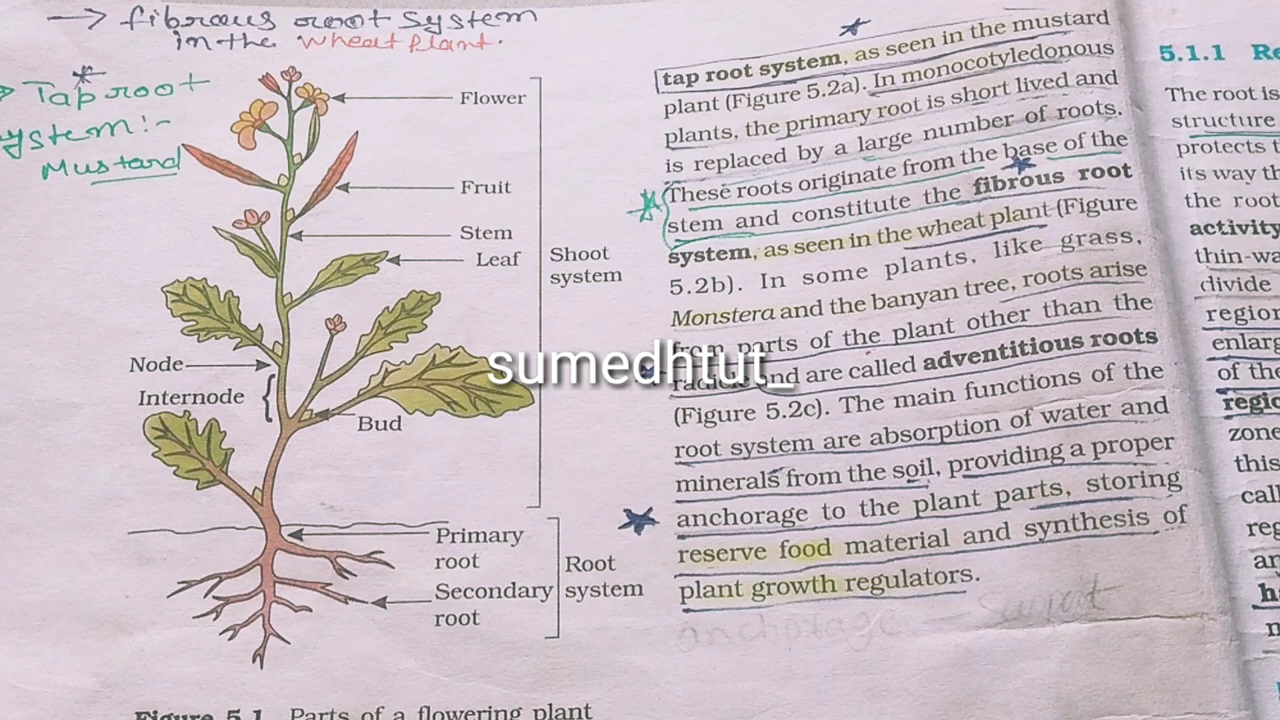 → fibrous root system
in the wheat plant.
Tap root
ystem:-
Mustard
Flower
Fruit
Stem
Leaf
Shoot
system
Node
Internode
Bud
Primary
root
Secondary
root
Root
system
Figure 5.1 Parts of a flowering plant
sumedhtut_
tap root system, as seen in the mustard
plant (Figure 5.2a). In monocotyledonous
plants, the primary root is short lived and
is replaced by a large number of roots.
These roots originate from the base of the
stem and constitute the fibrous root
system, as seen in the wheat plant (Figure
5.2b). In some plants, like grass,
Monstera and the banyan tree, roots arise
from parts of the plant other than the
radicle and are called adventitious roots
(Figure 5.2c). The main functions of the
root system are absorption of water and
minerals from the soil, providing a proper
anchorage to the plant parts, storing
reserve food material and synthesis of
plant growth regulators.
anchorage
5.1.1 Re
The root is
structure
protects t
its way th
the root
activity
thin-wa
divide
region
enlarg
of the
regio
zone
this
call
reg
ar
h
n